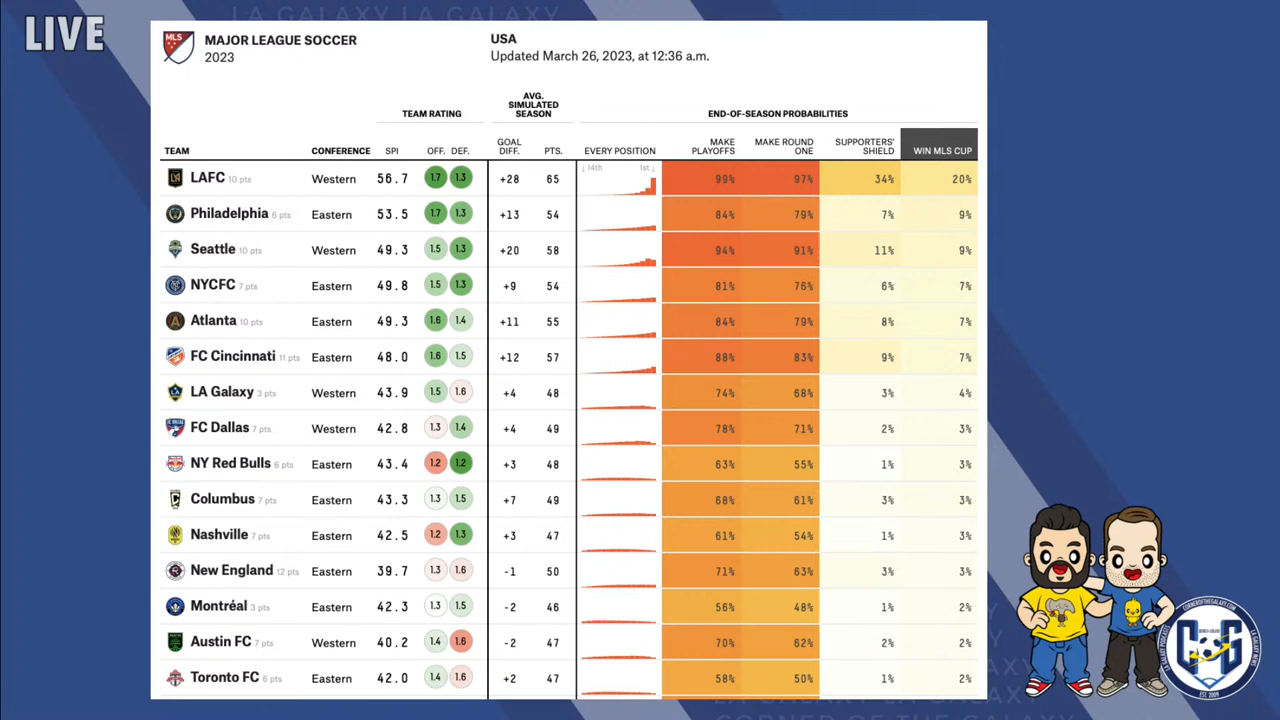 LA GALAXY LA GALAXY
LIVE
MLS
MAJOR LEAGUE SOCCER
2023
USA
Updated March 26, 2023, at 12:36 a.m.
TEAM RATING
AVG. SIMULATED SEASON
END-OF-SEASON PROBABILITIES
TEAM CONFERENCE SPI OFF. DEF. GOAL DIFF. PTS. EVERY POSITION MAKE PLAYOFFS MAKE ROUND ONE SUPPORTERS' SHIELD WIN MLS CUP
↓ 14th 1st ↓
LAFC 10 pts Western 56.7 1.7 1.3 +28 65 99% 97% 34% 20%
Philadelphia 6 pts Eastern 53.5 1.7 1.3 +13 54 84% 79% 7% 9%
Seattle 10 pts Western 49.3 1.5 1.3 +20 58 94% 91% 11% 9%
NYCFC 7 pts Eastern 49.8 1.5 1.3 +9 54 81% 76% 6% 7%
Atlanta 10 pts Eastern 49.3 1.6 1.4 +11 55 84% 79% 8% 7%
FC Cincinnati 11 pts Eastern 48.0 1.6 1.5 +12 57 88% 83% 9% 7%
LA Galaxy 3 pts Western 43.9 1.5 1.6 +4 48 74% 68% 3% 4%
FC Dallas 7 pts Western 42.8 1.3 1.4 +4 49 78% 71% 2% 3%
NY Red Bulls 6 pts Eastern 43.4 1.2 1.2 +3 48 63% 55% 1% 3%
Columbus 7 pts Eastern 43.3 1.3 1.5 +7 49 68% 61% 3% 3%
Nashville 7 pts Eastern 42.5 1.2 1.3 +3 47 61% 54% 1% 3%
New England 12 pts Eastern 39.7 1.3 1.6 -1 50 71% 63% 3% 3%
Montréal 3 pts Eastern 42.3 1.3 1.5 -2 46 56% 48% 1% 2%
Austin FC 7 pts Western 40.2 1.4 1.6 -2 47 70% 62% 2% 2%
Toronto FC 6 pts Eastern 42.0 1.4 1.6 +2 47 58% 50% 1% 2%
CORNEROFTHEGALAXY.COM
EST. 2009
CORNER OF THE GALAXY